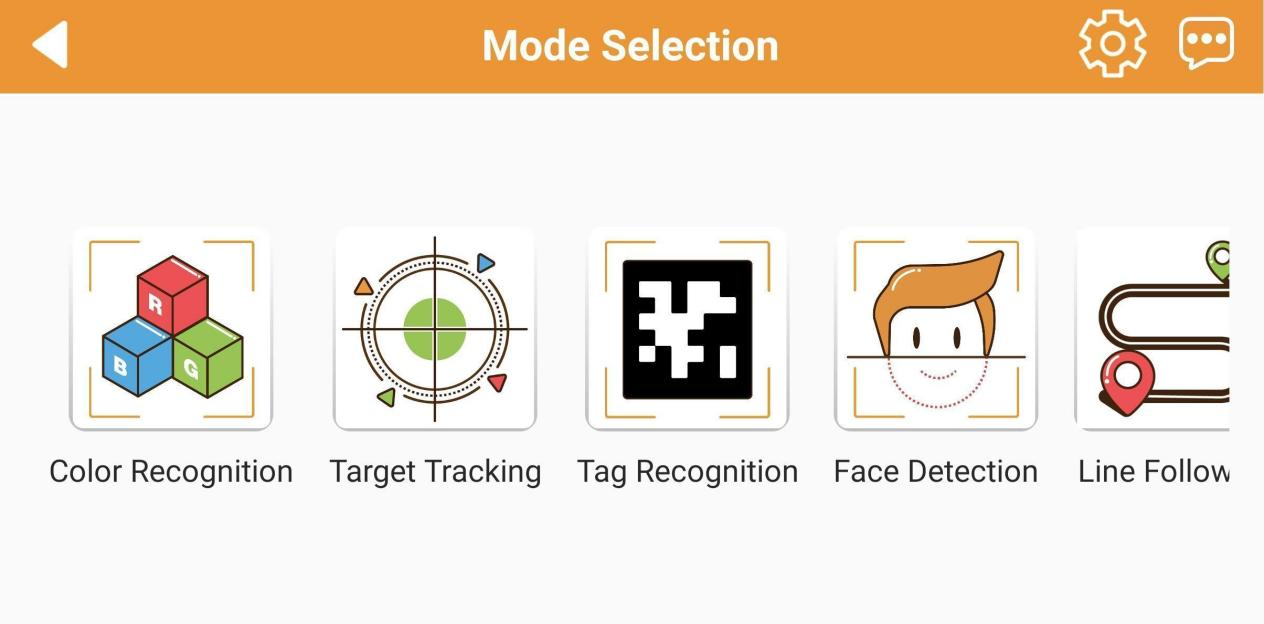 Mode Selection
R
B
G
Color Recognition
Target Tracking
Tag Recognition
Face Detection
Line Follow